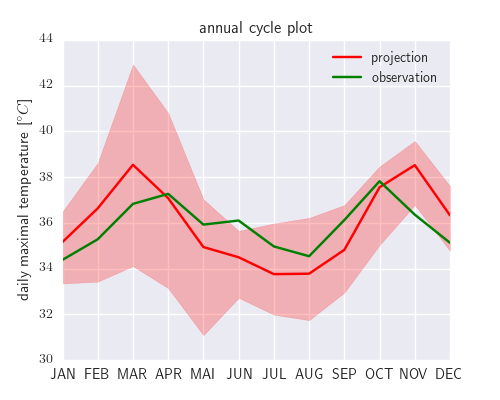 annual cycle plot
daily maximal temperature [°C]
44
42
40
38
36
34
32
30
projection
observation
JAN FEB MAR APR MAI JUN JUL AUG SEP OCT NOV DEC